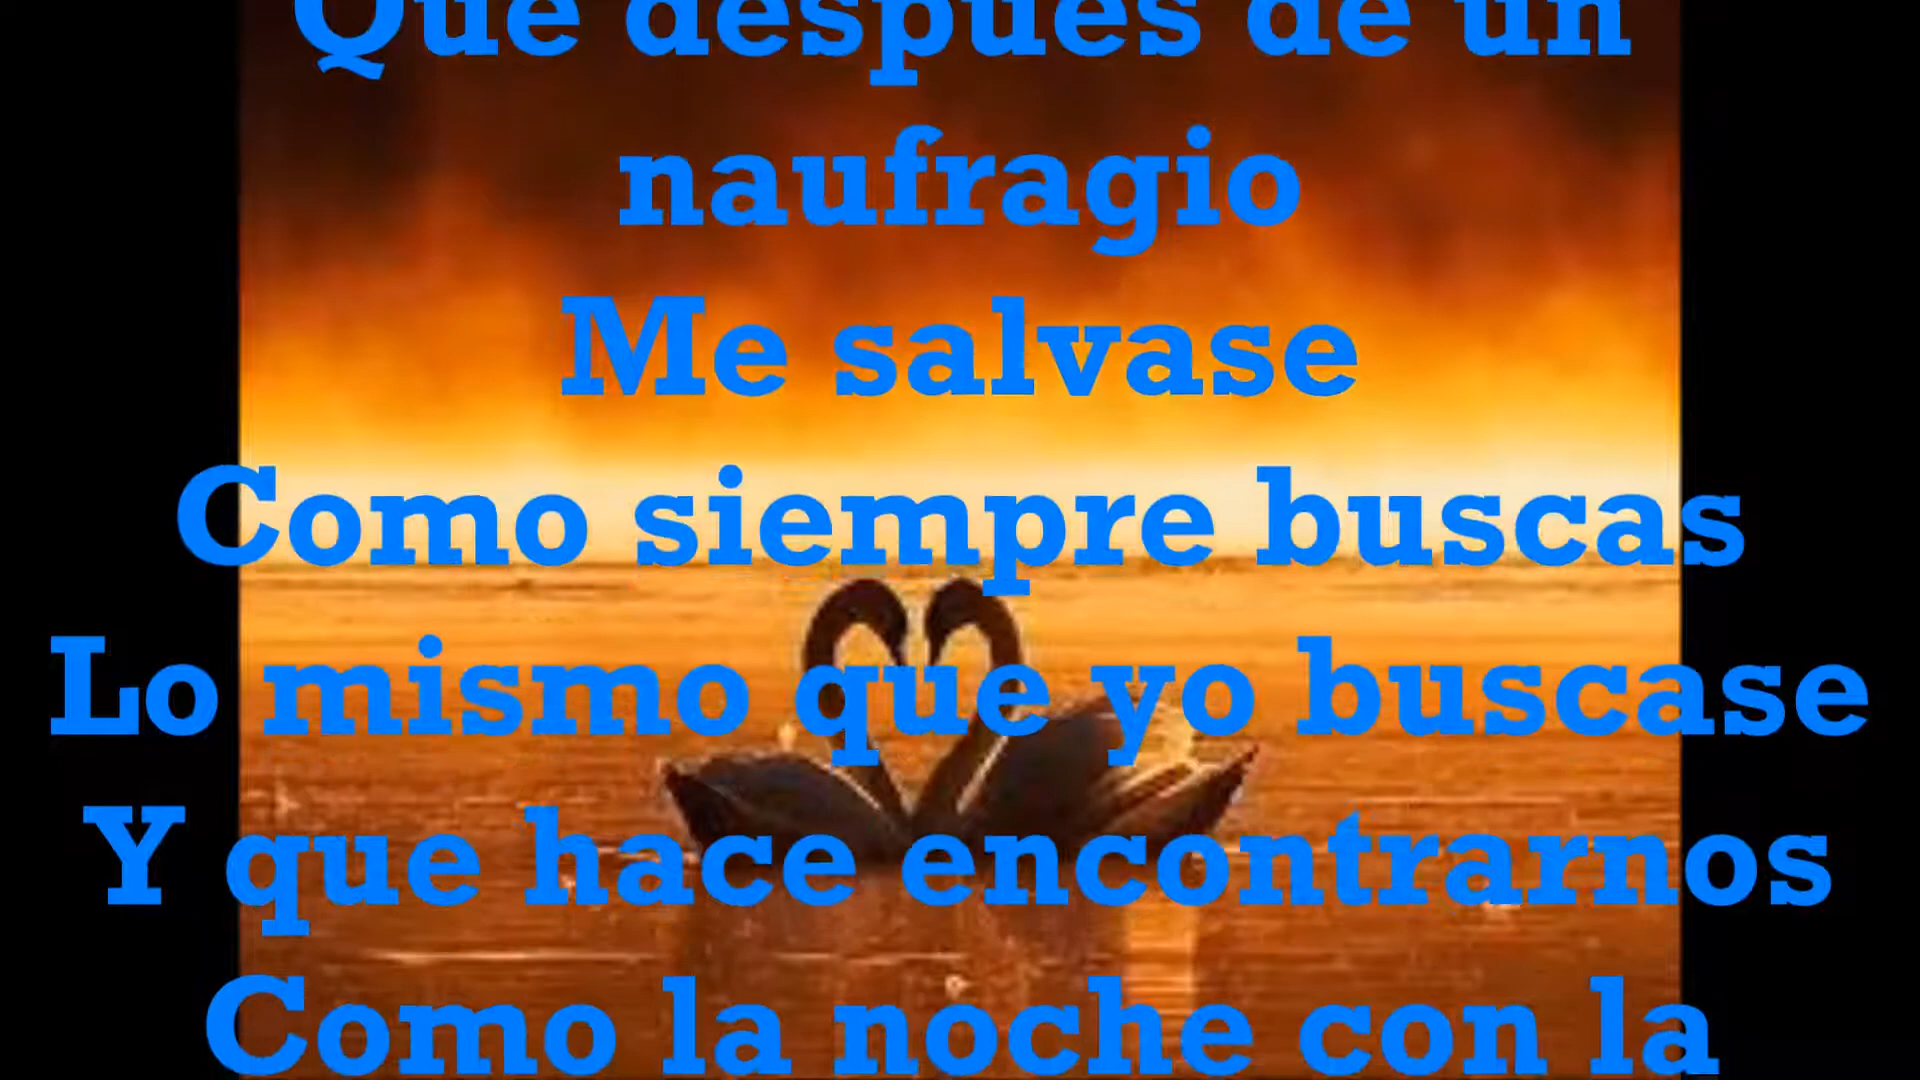 Que despues de un
naufragio
Me salvase
Como siempre buscas
Lo mismo que yo buscase
Y que hace encontrarnos
Como la noche con la